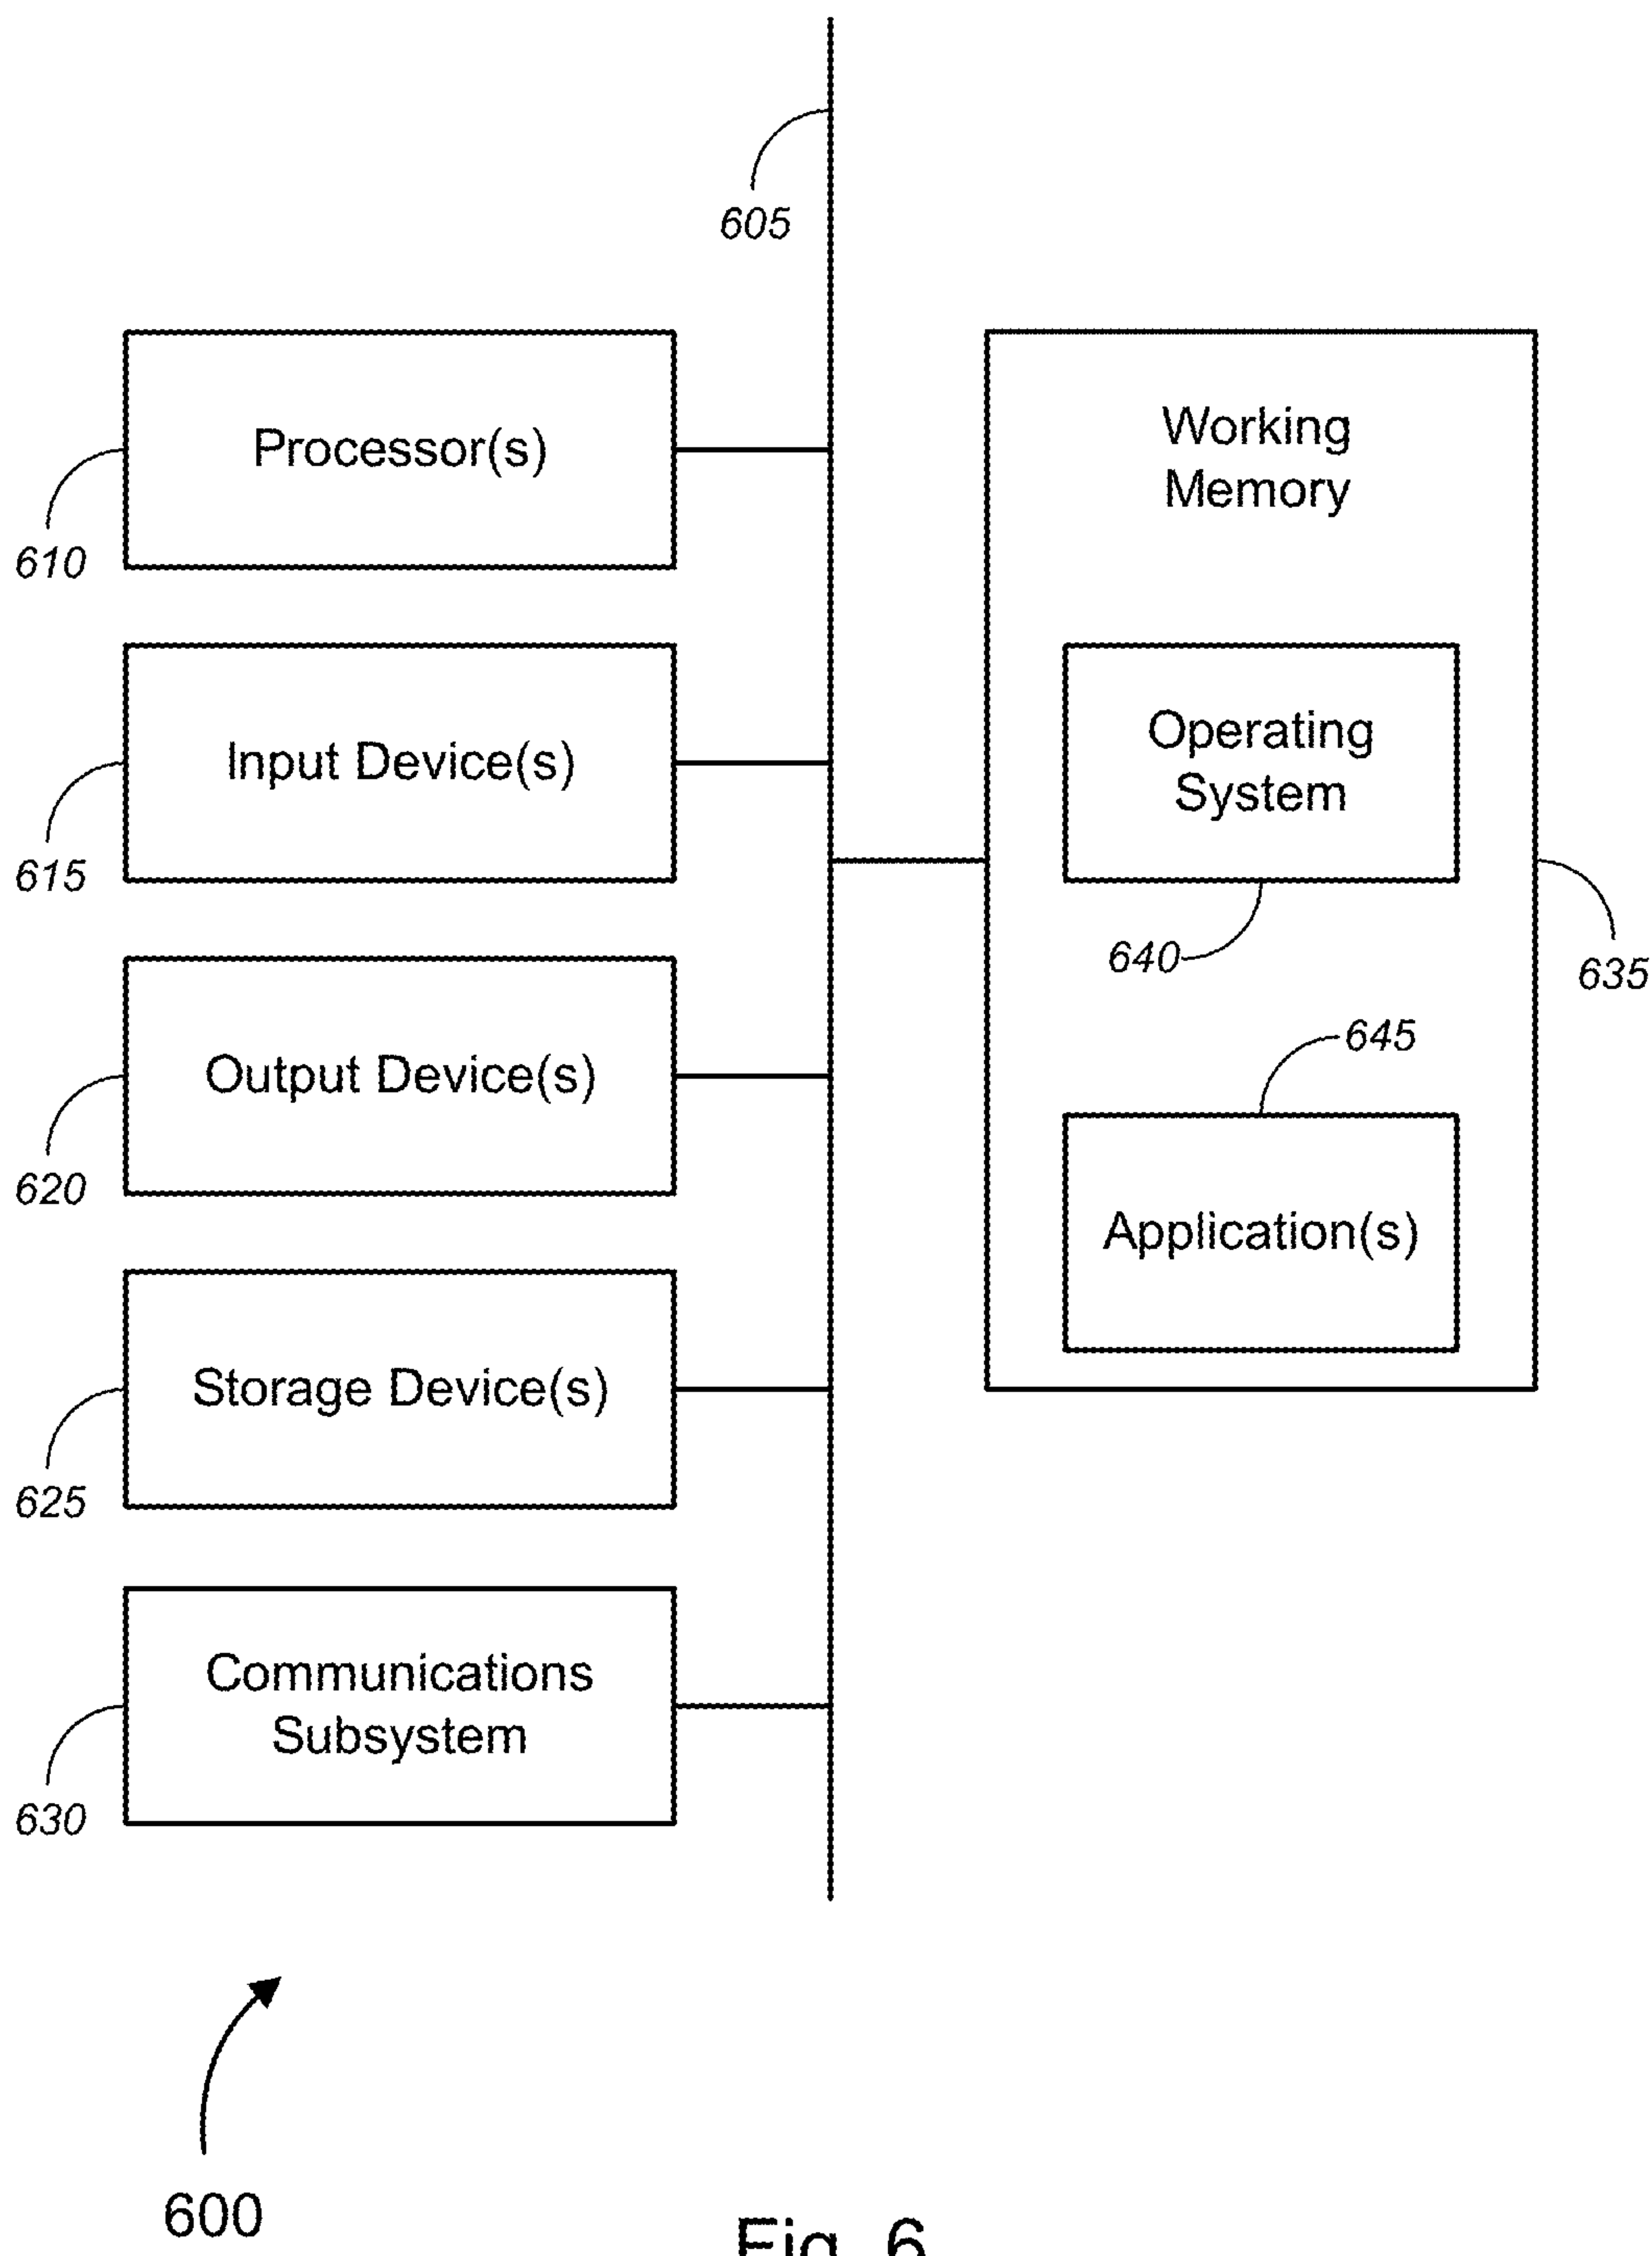 605
Processor(s)
610
Input Device(s)
615
Output Device(s)
620
Storage Device(s)
625
Communications
Subsystem
630
Working
Memory
Operating
System
640
635
645
Application(s)
600
Fig. 6